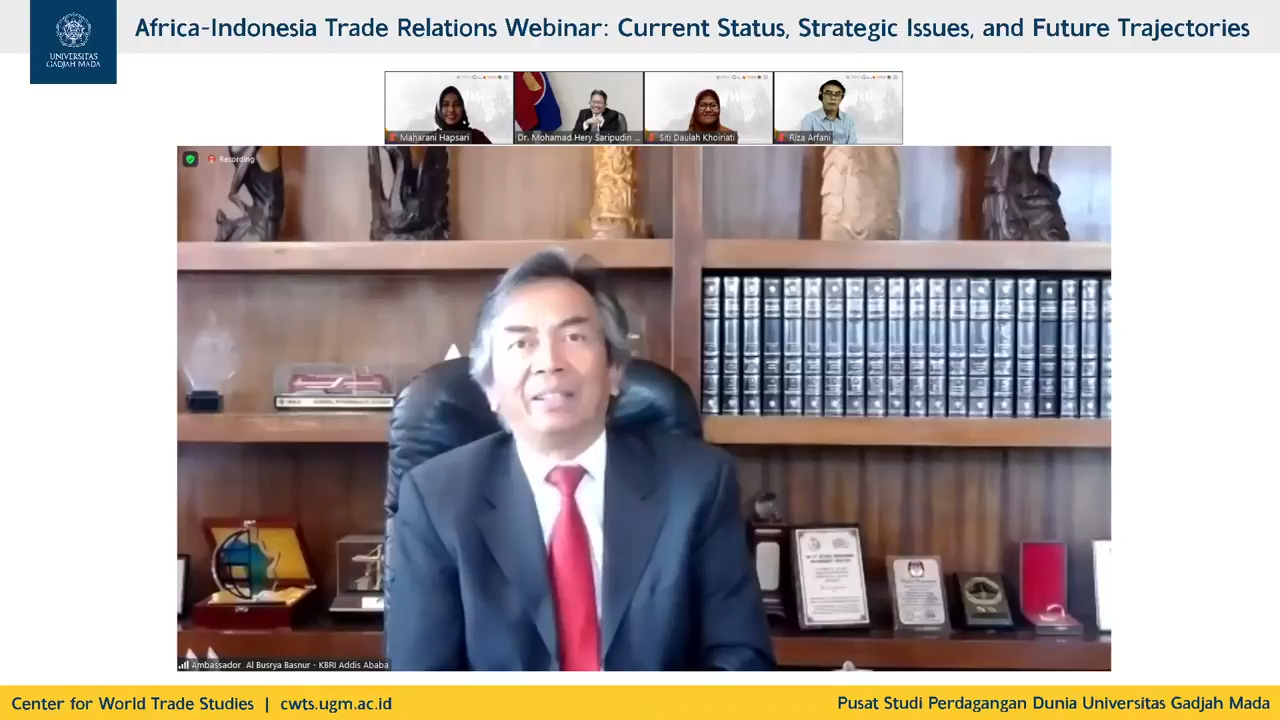 UNIVERSITAS
GADJAH MADA
Africa-Indonesia Trade Relations Webinar: Current Status, Strategic Issues, and Future Trajectories
Maharani Hapsari
Dr. Mohamad Hery Saripudin ...
Siti Daulah Khoiriati
Riza Arfani
Recording
Ambassador Al Busrya Basnur - KBRI Addis Ababa
Center for World Trade Studies | cwts.ugm.ac.id
Pusat Studi Perdagangan Dunia Universitas Gadjah Mada